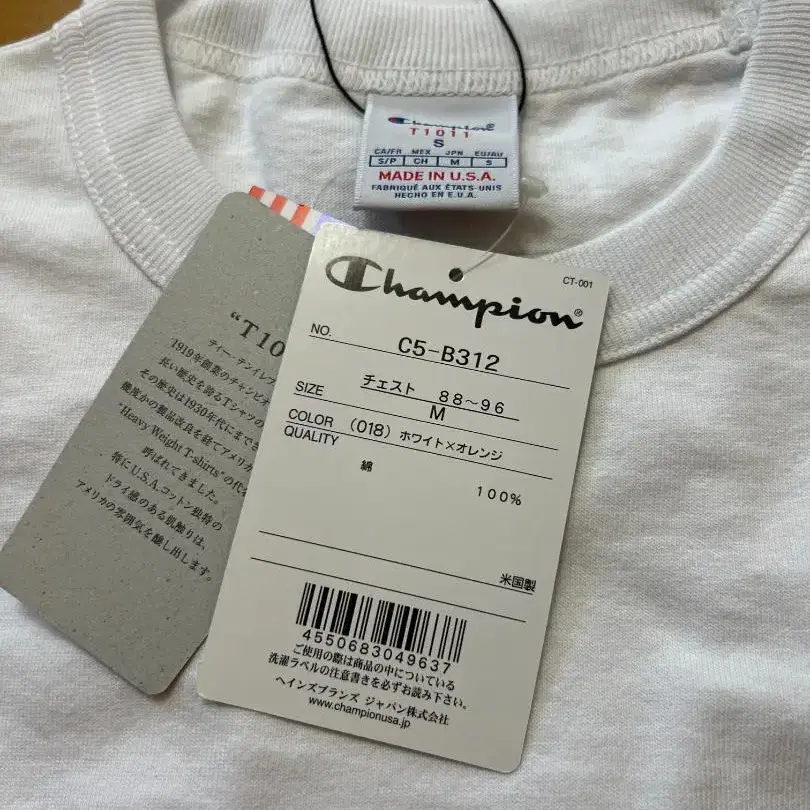 Champion®
T1011
S
CA/FR MEX JPN EU/AU
S/P CH M S
MADE IN U.S.A.
FABRIQUÉ AUX ÉTATS-UNIS
HECHO EN E.U.A.
"T10
ティー・テンイレブ
1919年創業のチャンピオ
長い歴史を誇るTシャツの
その歴史は1930年代にまでさ
幾度かの製品改良を経てアメリカ
"Heavy Weight T-shirts"の代
呼ばれてきました。
特にU.S.A.コットン独特の
ドライ感のある肌触りは、
アメリカの雰囲気を醸し出します。
CT-001
Champion®
NO. C5-B312
SIZE チェスト 88〜96
M
COLOR (018) ホワイト×オレンジ
QUALITY
綿 100%
米国製
4550683049637
ご使用の際は商品の中についている
洗濯ラベルの注意書きを必ずお読み下さい。
ヘインズブランズ ジャパン株式会社
www.championusa.jp